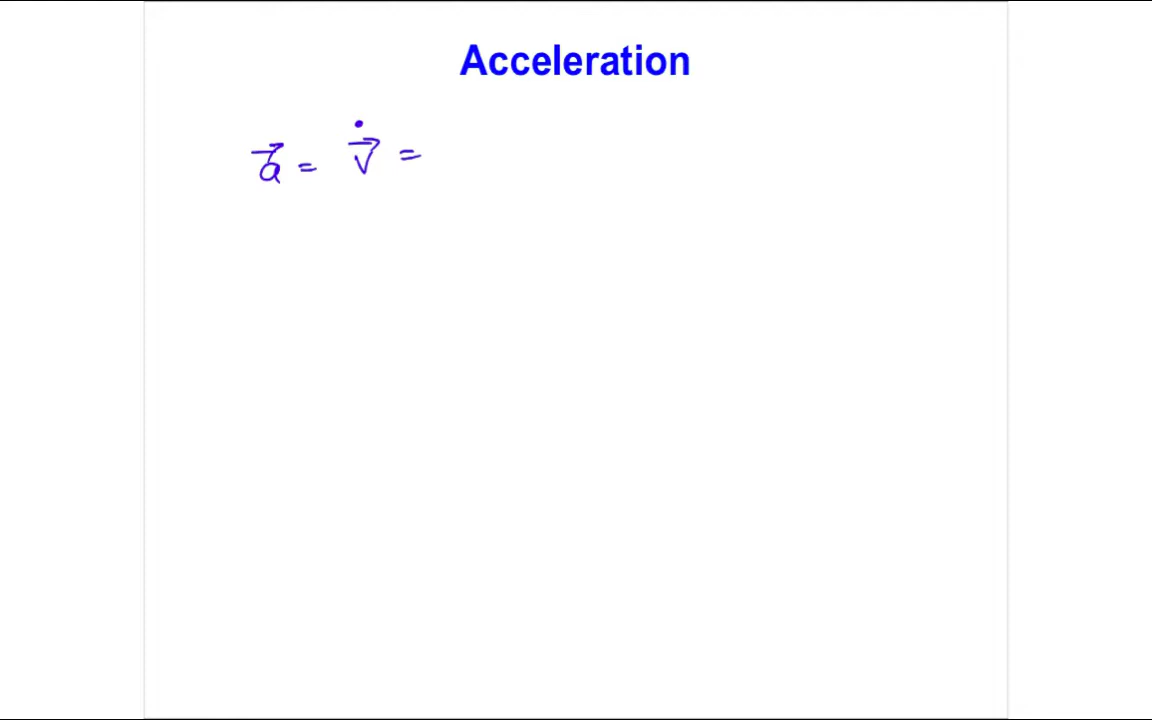 Acceleration
a⃗ = v⃗̇ =